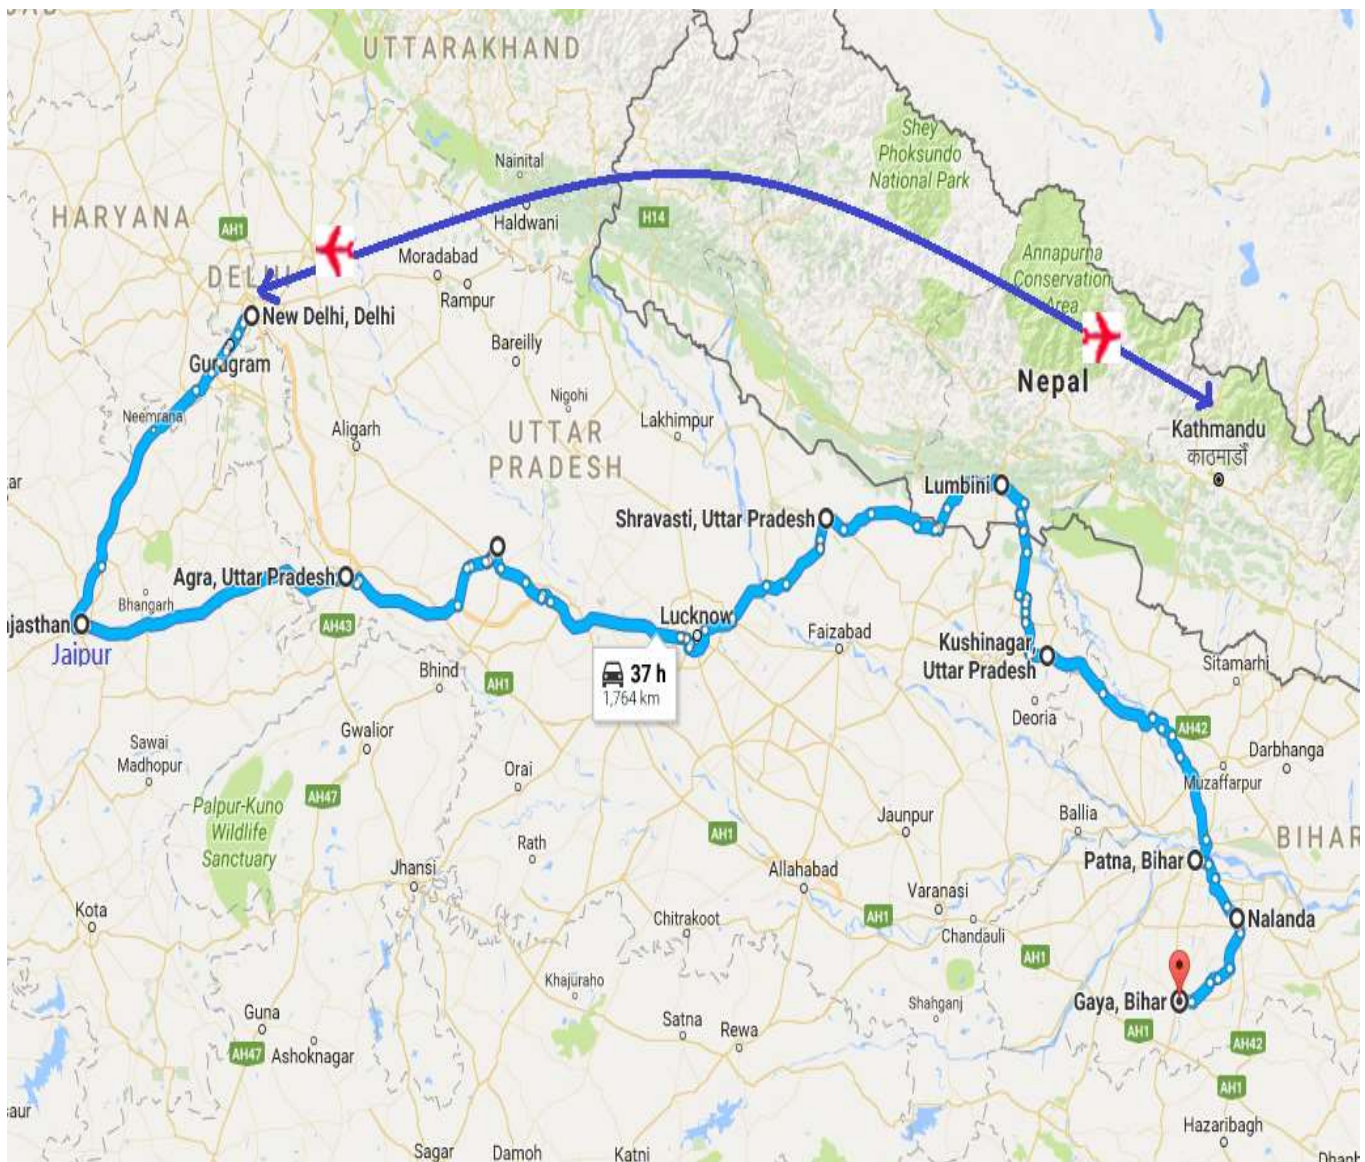 UTTARAKHAND
Shey
Phoksundo
National Park
Nainital
HARYANA
AH1
Haldwani
H14
DELHI
Moradabad
Rampur
Annapurna
Conservation
Area
New Delhi, Delhi
Gurugram
Bareilly
Nepal
Neemrana
Nigohi
Aligarh
UTTAR
PRADESH
Lakhimpur
Kathmandu
काठमाडौं
ar
Lumbini
Shravasti, Uttar Pradesh
Agra, Uttar Pradesh
Bhangarh
ajasthan
Jaipur
AH43
Lucknow
Faizabad
Kushinagar,
Uttar Pradesh
Sitamarhi
37 h
1,764 km
Bhind
AH1
Deoria
AH42
Gwalior
Sawai
Madhopur
Darbhanga
Orai
Muzaffarpur
AH47
Palpur-Kuno
Wildlife
Sanctuary
Jaunpur
Ballia
AH1
BIHAR
Rath
Patna, Bihar
Jhansi
Allahabad
Varanasi
Kota
Chitrakoot
AH1
Nalanda
Chandauli
AH1
Khajuraho
Gaya, Bihar
Shahganj
Guna
Satna
Rewa
AH1
AH42
AH47
Ashoknagar
AH1
aur
Hazaribagh
Sagar
Damoh
Katni
Dhanb